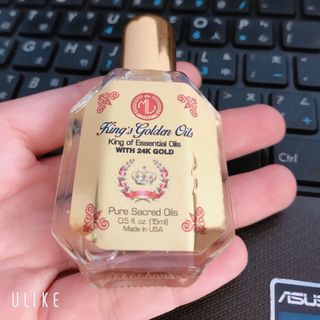 ML
King's Golden Oils
King of Essential Oils
WITH 24K GOLD
Pure Sacred Oils
0.5 fl. oz. (15ml)
Made In USA
ULIKE
ASUS